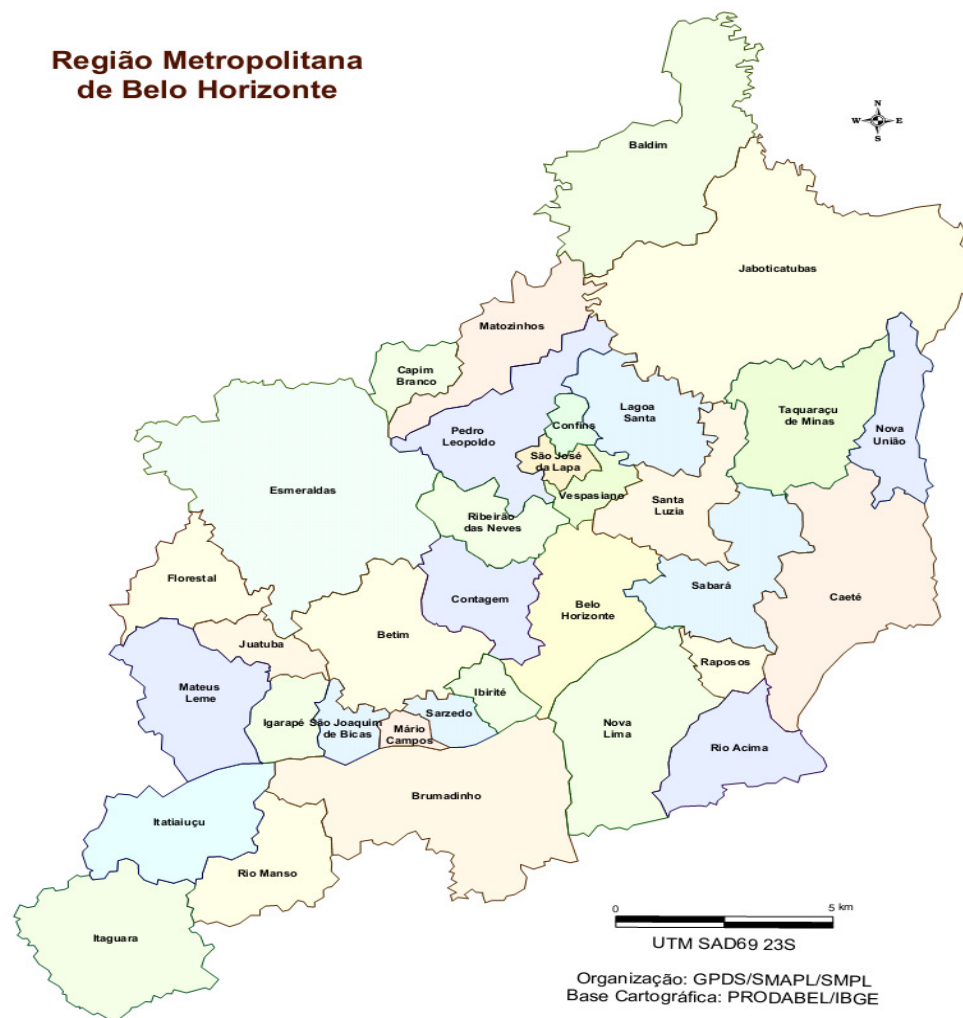 Região Metropolitana
de Belo Horizonte
N
W
E
S
Baldim
Jaboticatubas
Matozinhos
Capim
Branco
Pedro
Leopoldo
Confins
Lagoa
Santa
Taquaraçu
de Minas
Nova
União
São José
da Lapa
Vespasiano
Esmeraldas
Ribeirão
das Neves
Santa
Luzia
Florestal
Contagem
Belo
Horizonte
Sabará
Caeté
Betim
Juatuba
Raposos
Mateus
Leme
Igarapé
São Joaquim
de Bicas
Mário
Campos
Sarzedo
Ibirité
Nova
Lima
Rio Acima
Brumadinho
Itatiaiuçu
Rio Manso
Itaguara
0
5 km
UTM SAD69 23S
Organização: GPDS/SMAPL/SMPL
Base Cartográfica: PRODABEL/IBGE